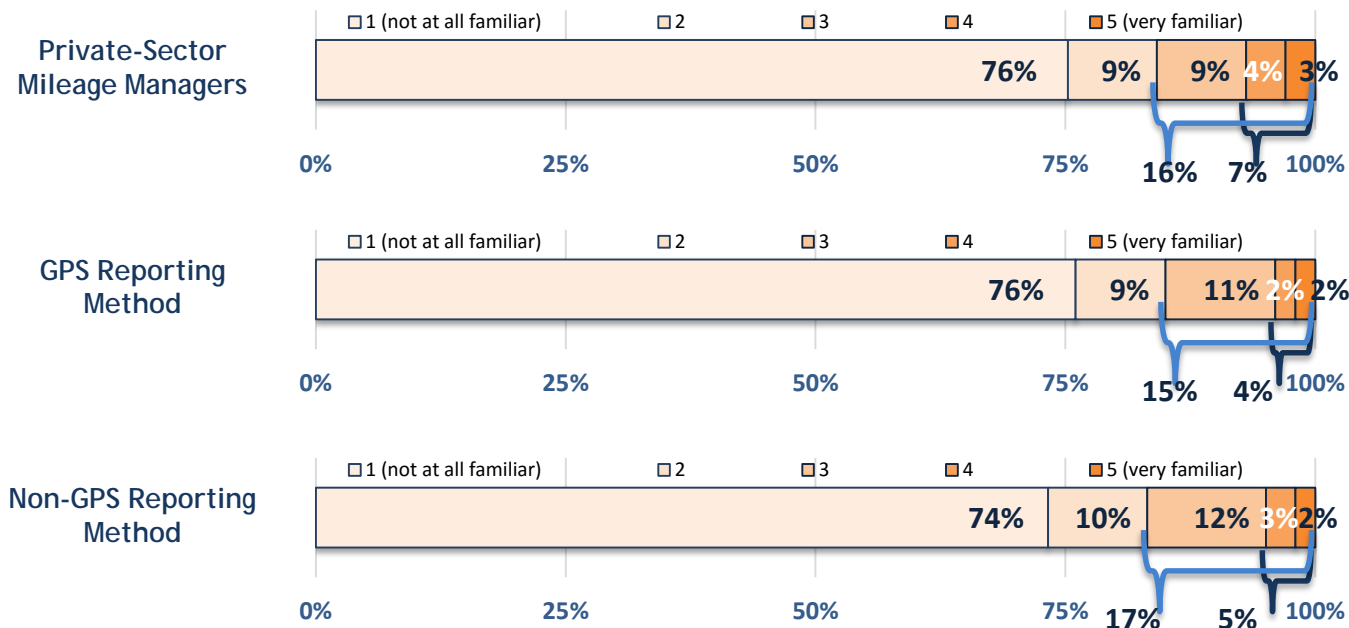 1 (not at all familiar) 2 3 4 5 (very familiar)
Private-Sector
Mileage Managers
76% 9% 9% 4% 3%
0% 25% 50% 75% 16% 7% 100%
1 (not at all familiar) 2 3 4 5 (very familiar)
GPS Reporting
Method
76% 9% 11% 2% 2%
0% 25% 50% 75% 15% 4% 100%
1 (not at all familiar) 2 3 4 5 (very familiar)
Non-GPS Reporting
Method
74% 10% 12% 3% 2%
0% 25% 50% 75% 17% 5% 100%